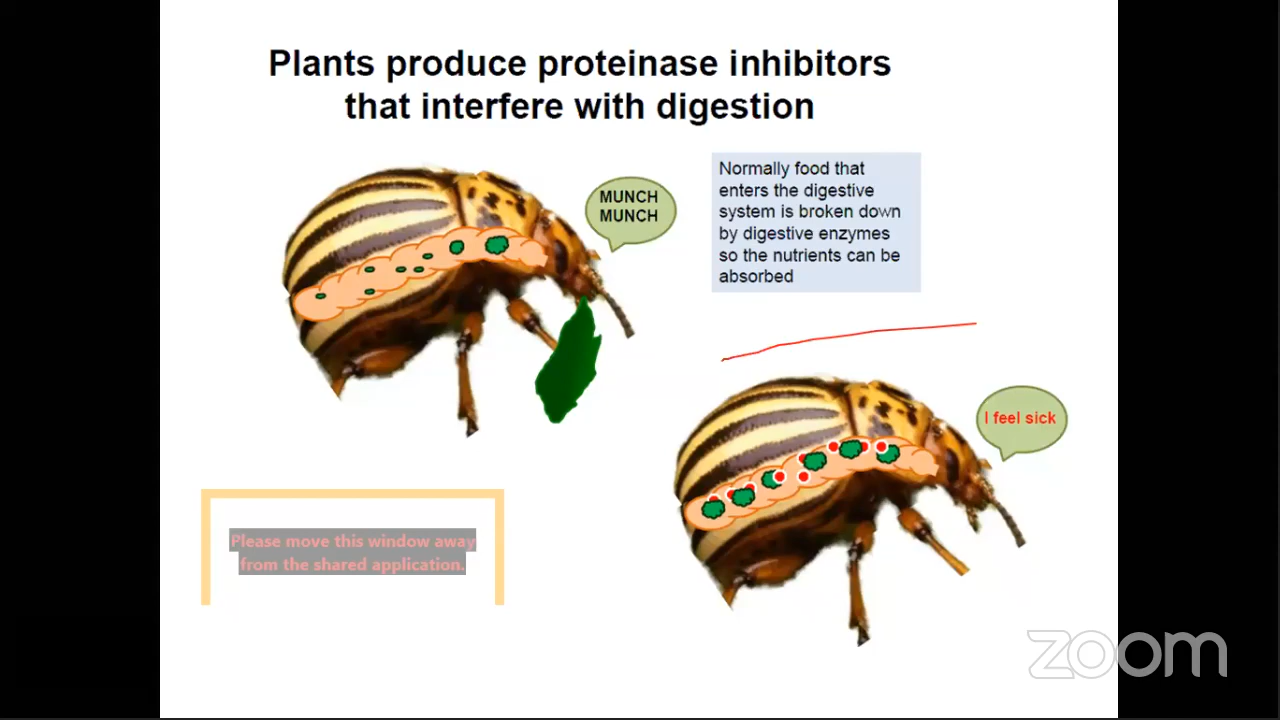 Plants produce proteinase inhibitors
that interfere with digestion
MUNCH
MUNCH
Normally food that
enters the digestive
system is broken down
by digestive enzymes
so the nutrients can be
absorbed
I feel sick
Please move this window away
from the shared application.
zoom